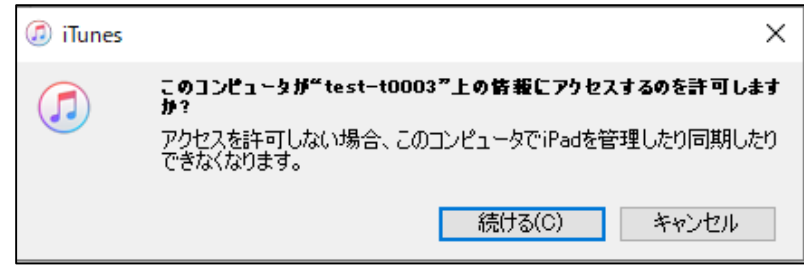 iTunes
このコンピュータが“test-t0003”上の情報にアクセスするのを許可します
か?
アクセスを許可しない場合、このコンピュータでiPadを管理したり同期したり
できなくなります。
続ける(C)
キャンセル